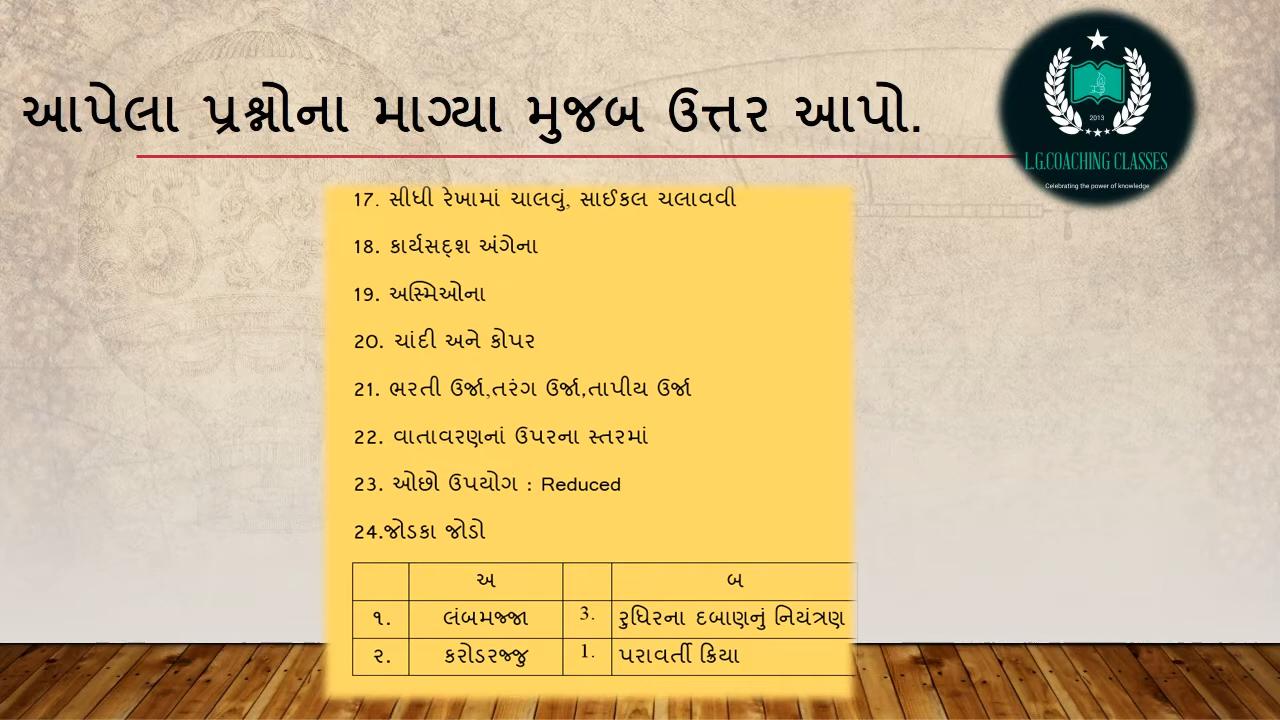 આપેલા પ્રશ્નોના માગ્યા મુજબ ઉત્તર આપો.
2013
L.G.COACHING CLASSES
Celebrating the power of knowledge
17. સીધી રેખામાં ચાલવું, સાઈકલ ચલાવવી
18. કાર્યસદ્દશ અંગેના
19. અસ્મિઓના
20. ચાંદી અને કોપર
21. ભરતી ઉર્જા,તરંગ ઉર્જા,તાપીય ઉર્જા
22. વાતાવરણનાં ઉપરના સ્તરમાં
23. ઓછો ઉપયોગ : Reduced
24.જોડકા જોડો
અ બ
૧. લંબમજ્જા 3. રુધિરના દબાણનું નિયંત્રણ
૨. કરોડરજ્જુ 1. પરાવર્તી ક્રિયા